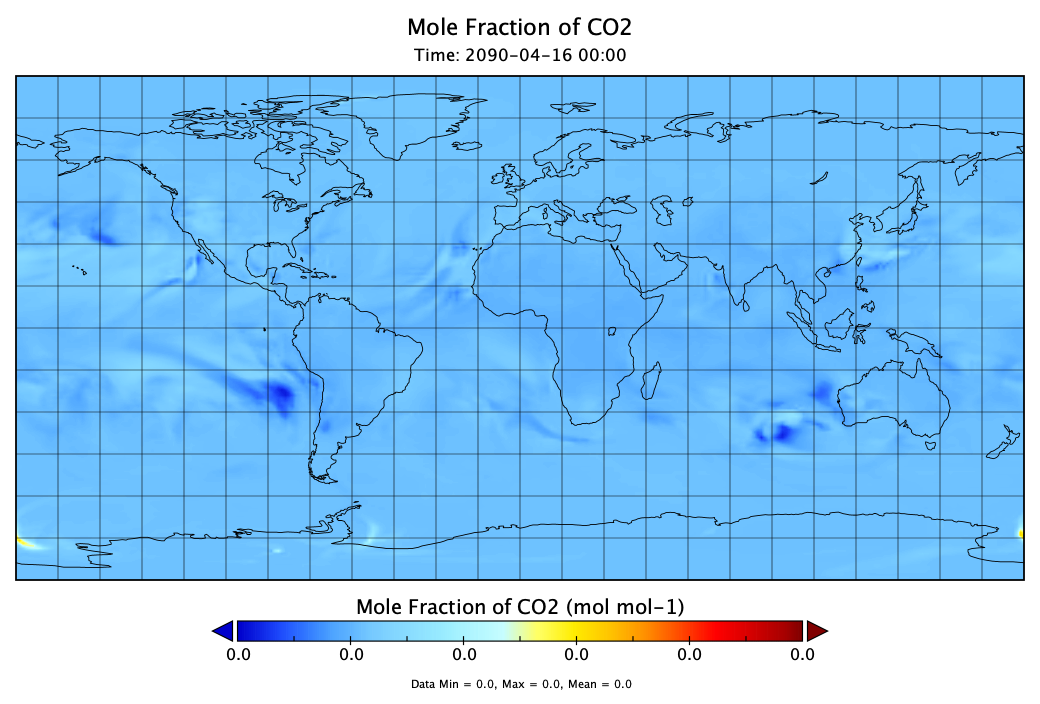 Mole Fraction of CO2
Time: 2090-04-16 00:00
Mole Fraction of CO2 (mol mol-1)
0.0 0.0 0.0 0.0 0.0 0.0
Data Min = 0.0, Max = 0.0, Mean = 0.0